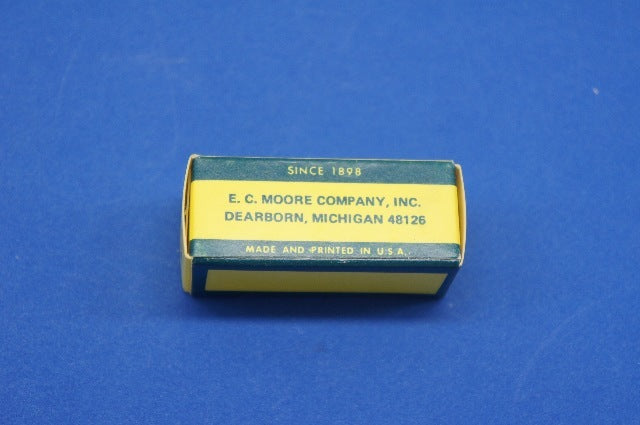 SINCE 1898
E. C. MOORE COMPANY, INC.
DEARBORN, MICHIGAN 48126
MADE AND PRINTED IN U.S.A.